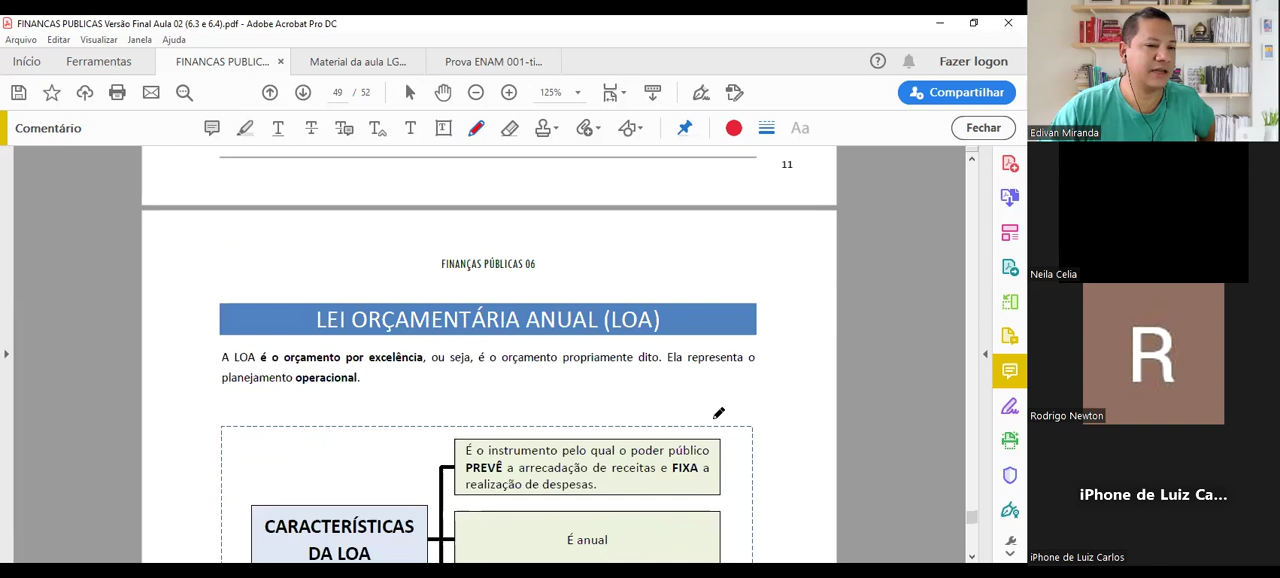 FINANCAS PUBLICAS Versão Final Aula 02 (6.3 e 6.4).pdf - Adobe Acrobat Pro DC
Arquivo Editar Visualizar Janela Ajuda
Início Ferramentas FINANCAS PUBLIC... × Material da aula LG... Prova ENAM 001-ti... Fazer logon
49 / 52 125% Compartilhar
Comentário Aa Fechar
11
FINANÇAS PÚBLICAS 06
LEI ORÇAMENTÁRIA ANUAL (LOA)
A LOA é o orçamento por excelência, ou seja, é o orçamento propriamente dito. Ela representa o
planejamento operacional.
É o instrumento pelo qual o poder público
PREVÊ a arrecadação de receitas e FIXA a
realização de despesas.
CARACTERÍSTICAS
DA LOA
É anual
Edivan Miranda
Neila Celia
R
Rodrigo Newton
iPhone de Luiz Ca...
iPhone de Luiz Carlos